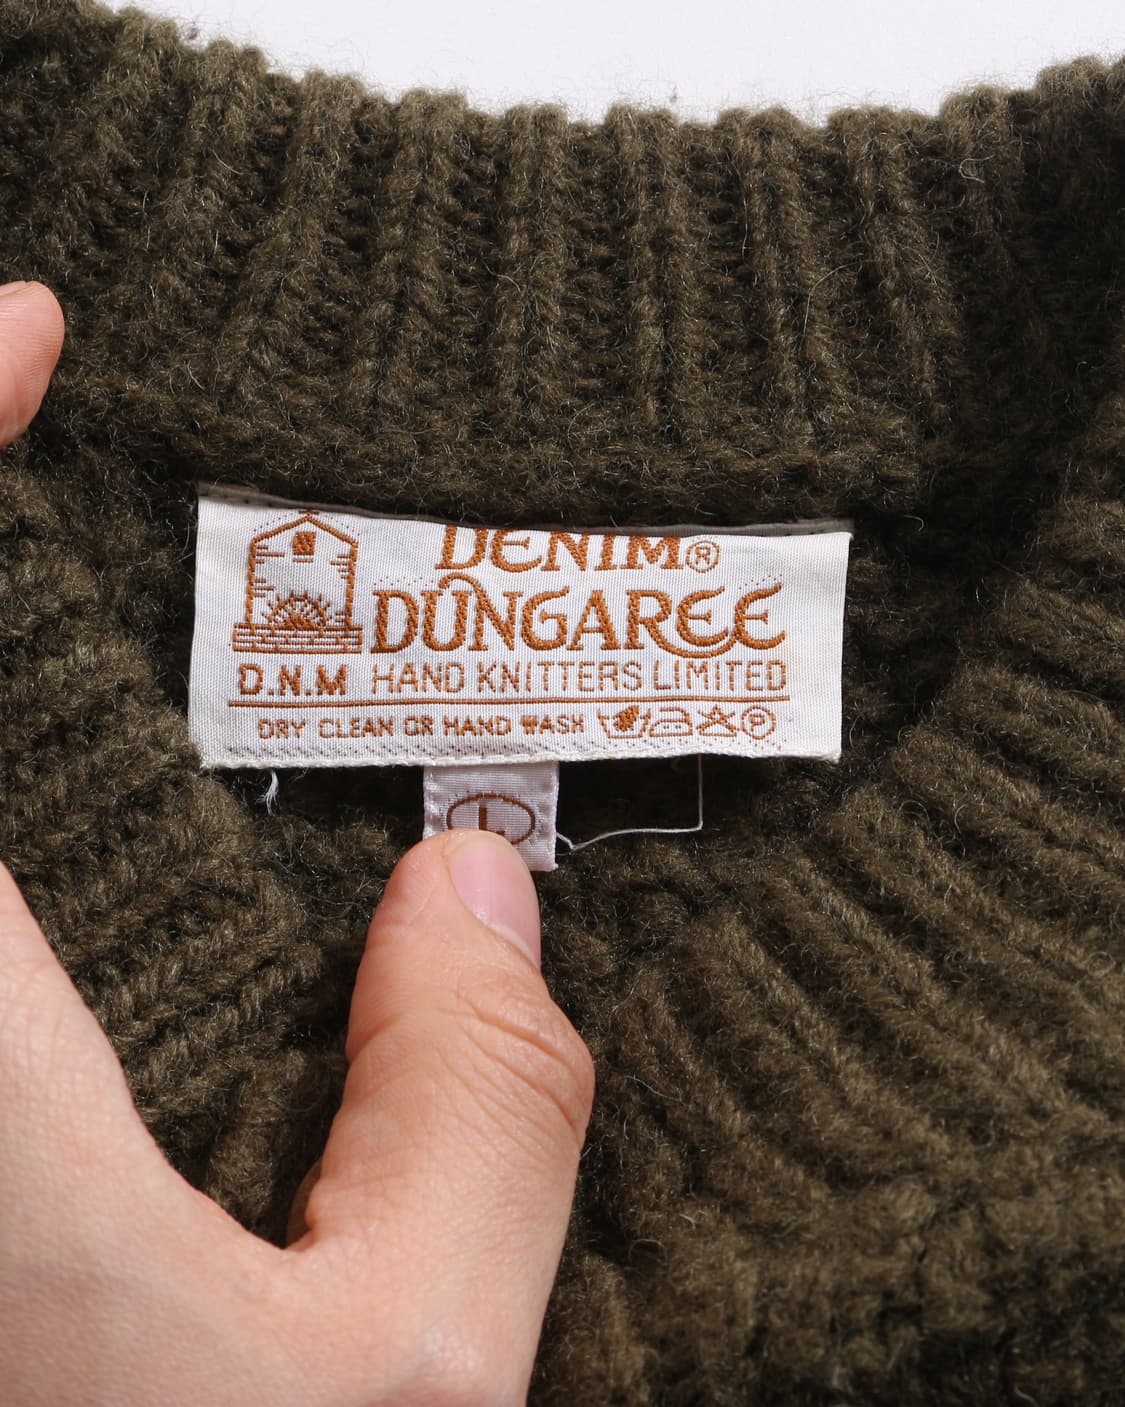 DENIM®
DUNGAREE
D.N.M HAND KNITTERS LIMITED
DRY CLEAN OR HAND WASH P
L